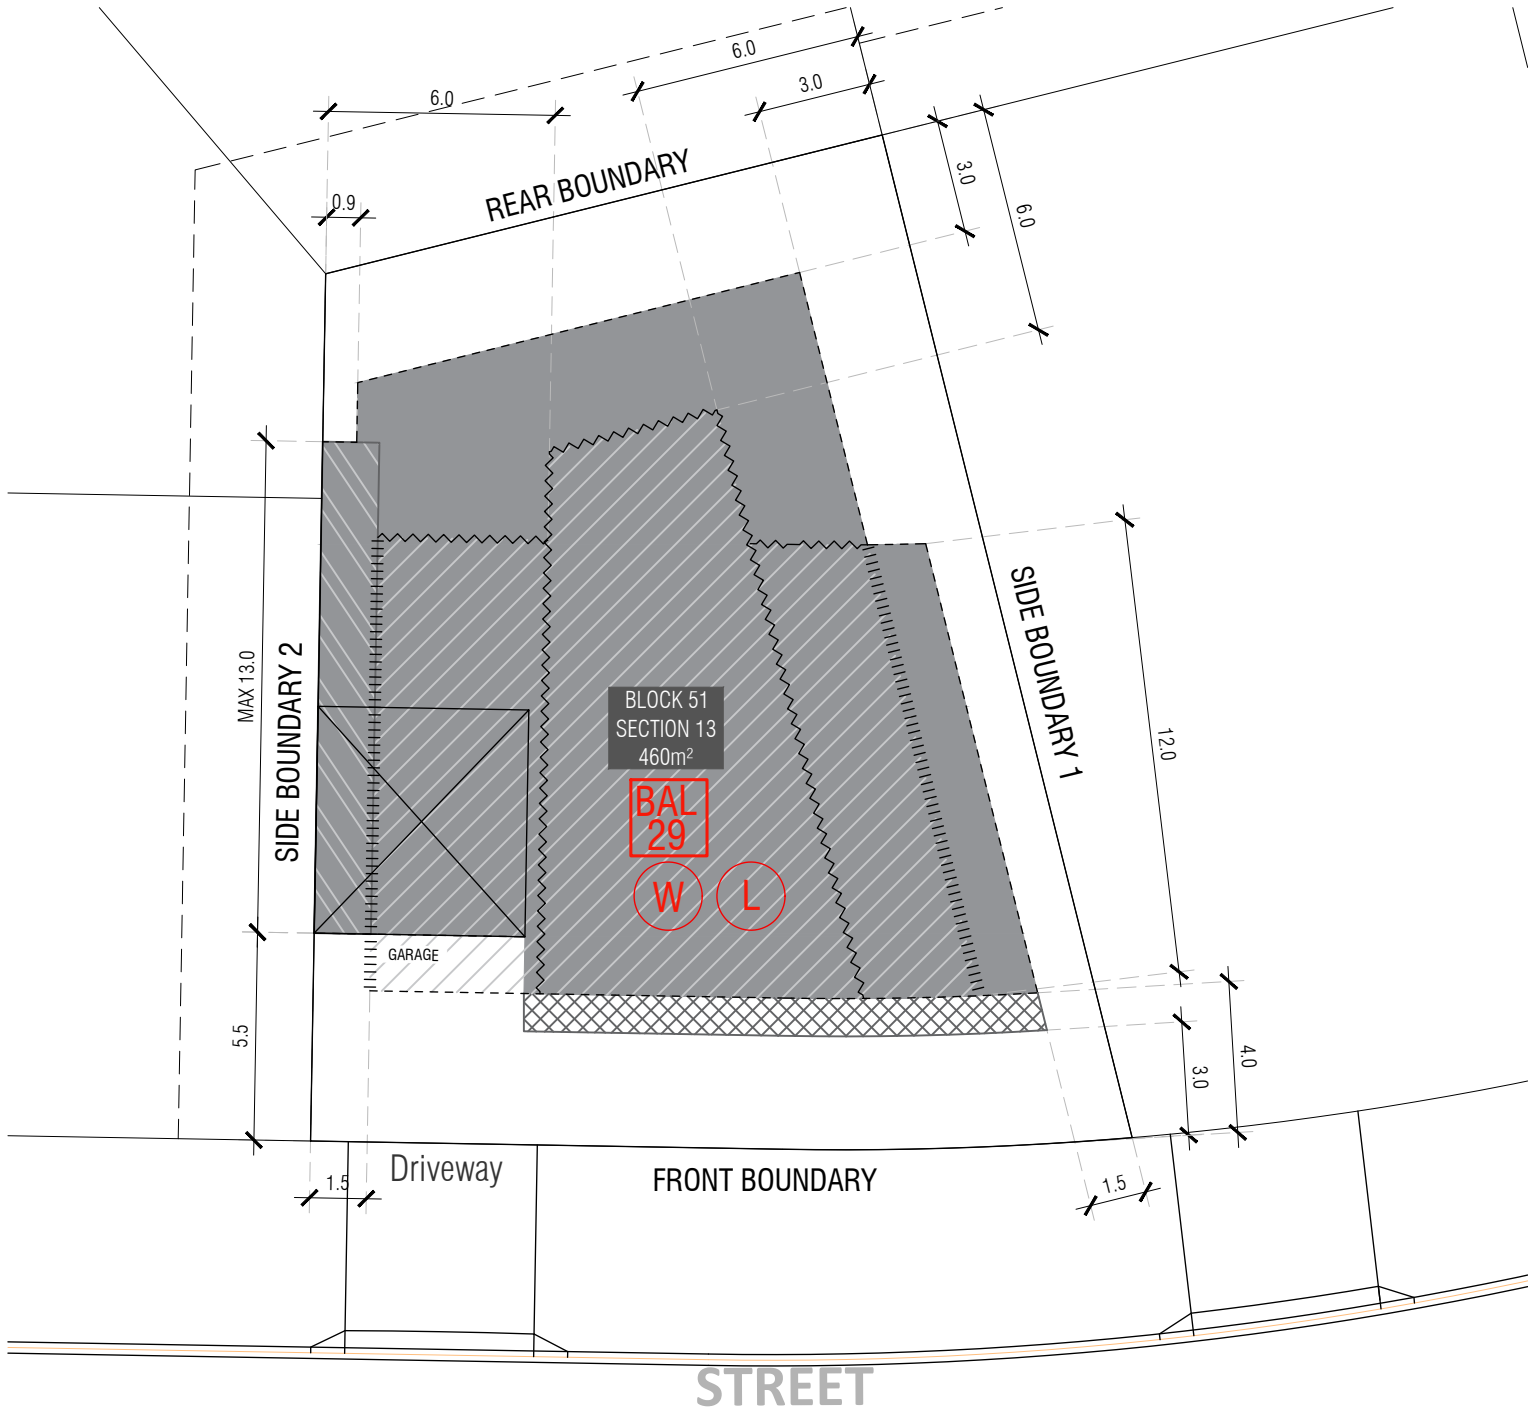 6.0
6.0
3.0
REAR BOUNDARY
3.0
0.9
6.0
SIDE BOUNDARY 1
SIDE BOUNDARY 2
MAX 13.0
BLOCK 51
SECTION 13
460m²
12.0
BAL
29
W
L
GARAGE
5.5
4.0
3.0
Driveway
FRONT BOUNDARY
1.5
1.5
STREET